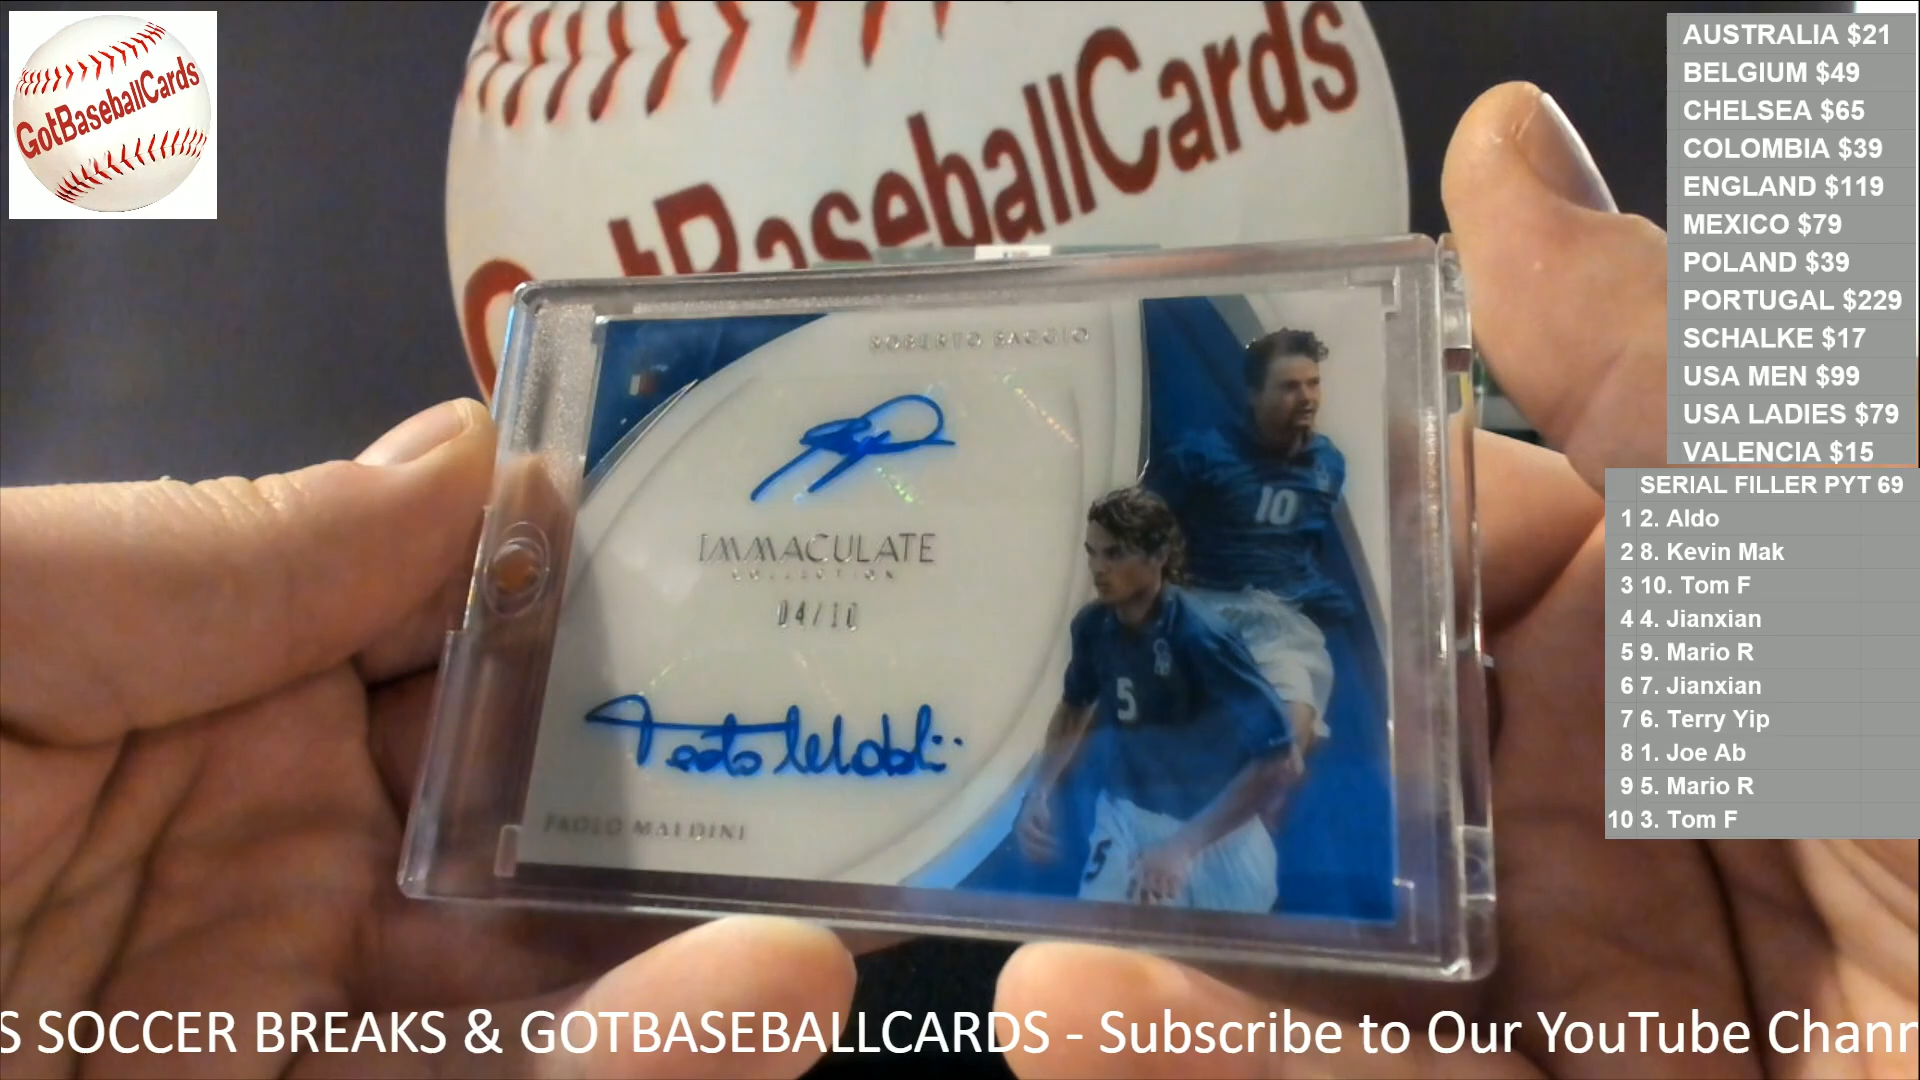 GotBaseballCards
GotBaseballCards
ROBERTO BAGGIO
IMMACULATE
COLLECTION
04/10
10
5
5
Paolo Maldini
PAOLO MALDINI
AUSTRALIA $21
BELGIUM $49
CHELSEA $65
COLOMBIA $39
ENGLAND $119
MEXICO $79
POLAND $39
PORTUGAL $229
SCHALKE $17
USA MEN $99
USA LADIES $79
VALENCIA $15
SERIAL FILLER PYT 69
1 2. Aldo
2 8. Kevin Mak
3 10. Tom F
4 4. Jianxian
5 9. Mario R
6 7. Jianxian
7 6. Terry Yip
8 1. Joe Ab
9 5. Mario R
10 3. Tom F
S SOCCER BREAKS & GOTBASEBALLCARDS - Subscribe to Our YouTube Chann